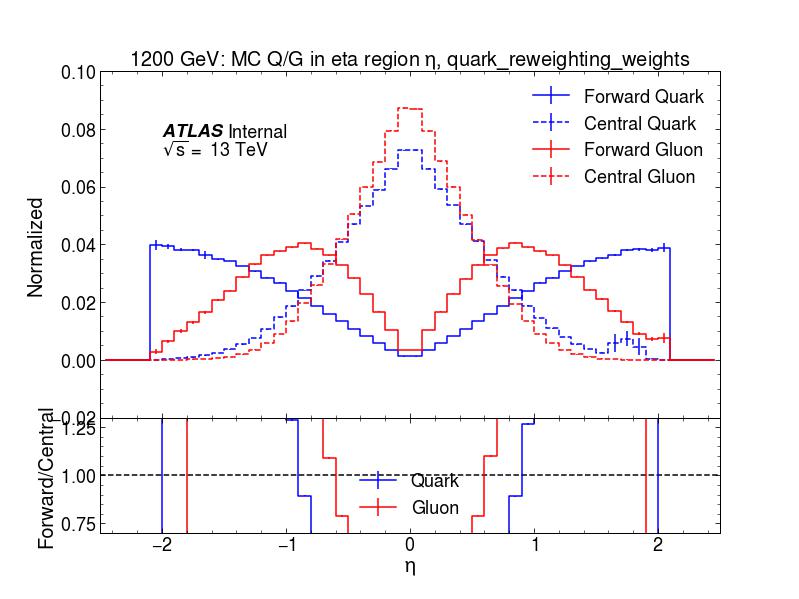 1200 GeV: MC Q/G in eta region η, quark_reweighting_weights
0.10
0.08
0.06
0.04
0.02
0.00
Normalized
ATLAS Internal
√s = 13 TeV
Forward Quark
Central Quark
Forward Gluon
Central Gluon
0.02
1.25
1.00
0.75
Forward/Central
Quark
Gluon
−2
−1
0
1
2
η